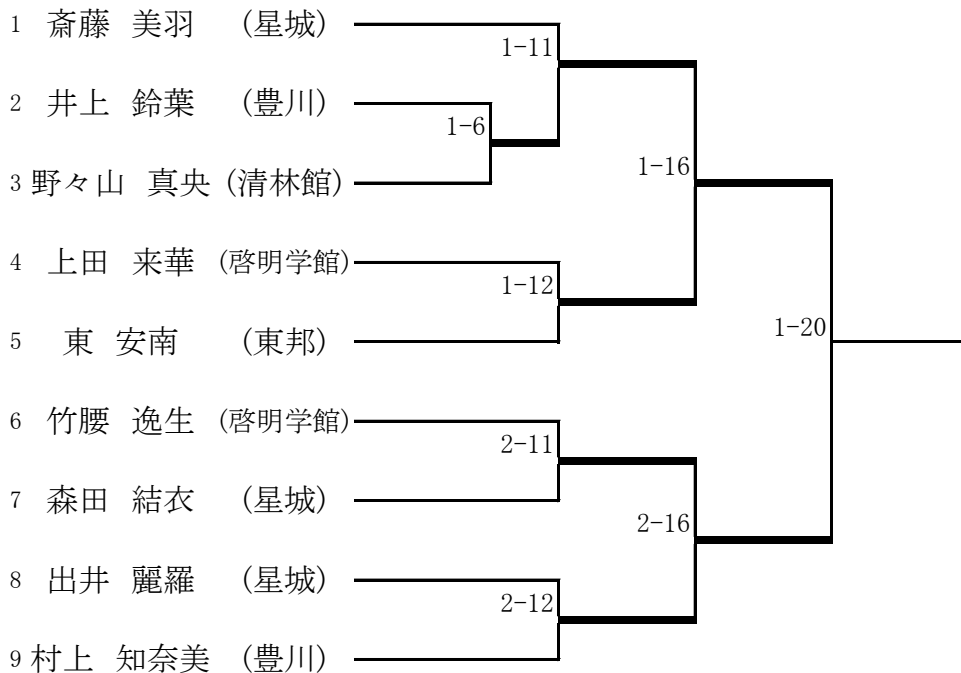 1 斎藤 美羽 (星城)
1-11
2 井上 鈴葉 (豊川)
1-6
3 野々山 真央 (清林館)
1-16
4 上田 来華 (啓明学館)
1-12
5 東 安南 (東邦)
1-20
6 竹腰 逸生 (啓明学館)
2-11
7 森田 結衣 (星城)
2-16
8 出井 麗羅 (星城)
2-12
9 村上 知奈美 (豊川)